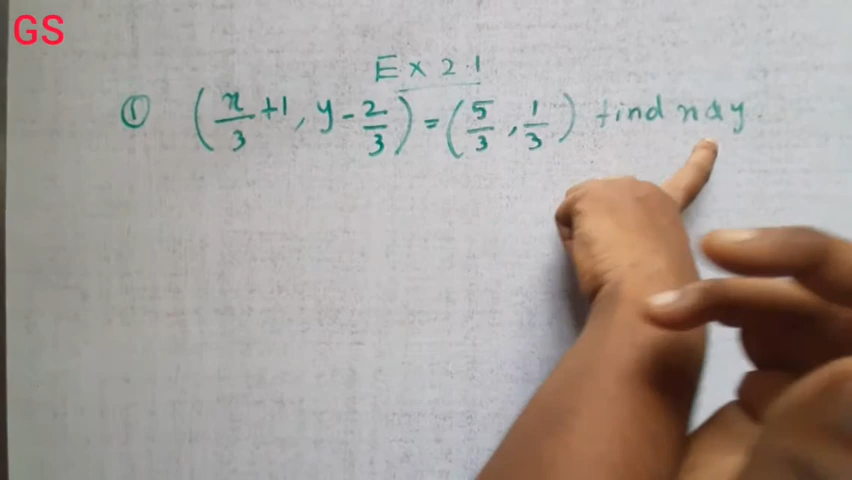 GS
Ex 2.1
① (x/3 +1, y - 2/3) = (5/3, 1/3) find x & y.